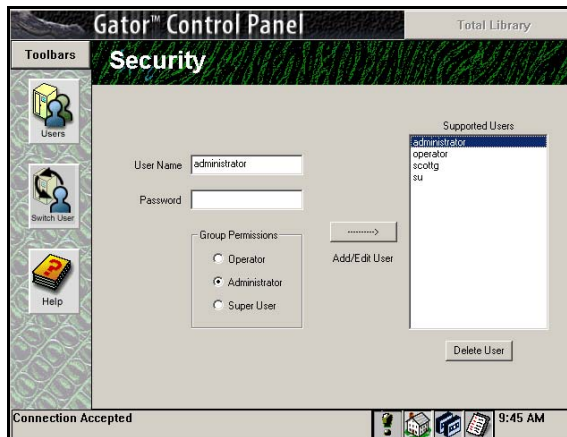 Gator™ Control Panel
Total Library
Toolbars
Security
Users
Switch User
Help
User Name
administrator
Password
Group Permissions
Operator
Administrator
Super User
---------->
Add/Edit User
Supported Users
administrator
operator
scottg
su
Delete User
Connection Accepted
9:45 AM